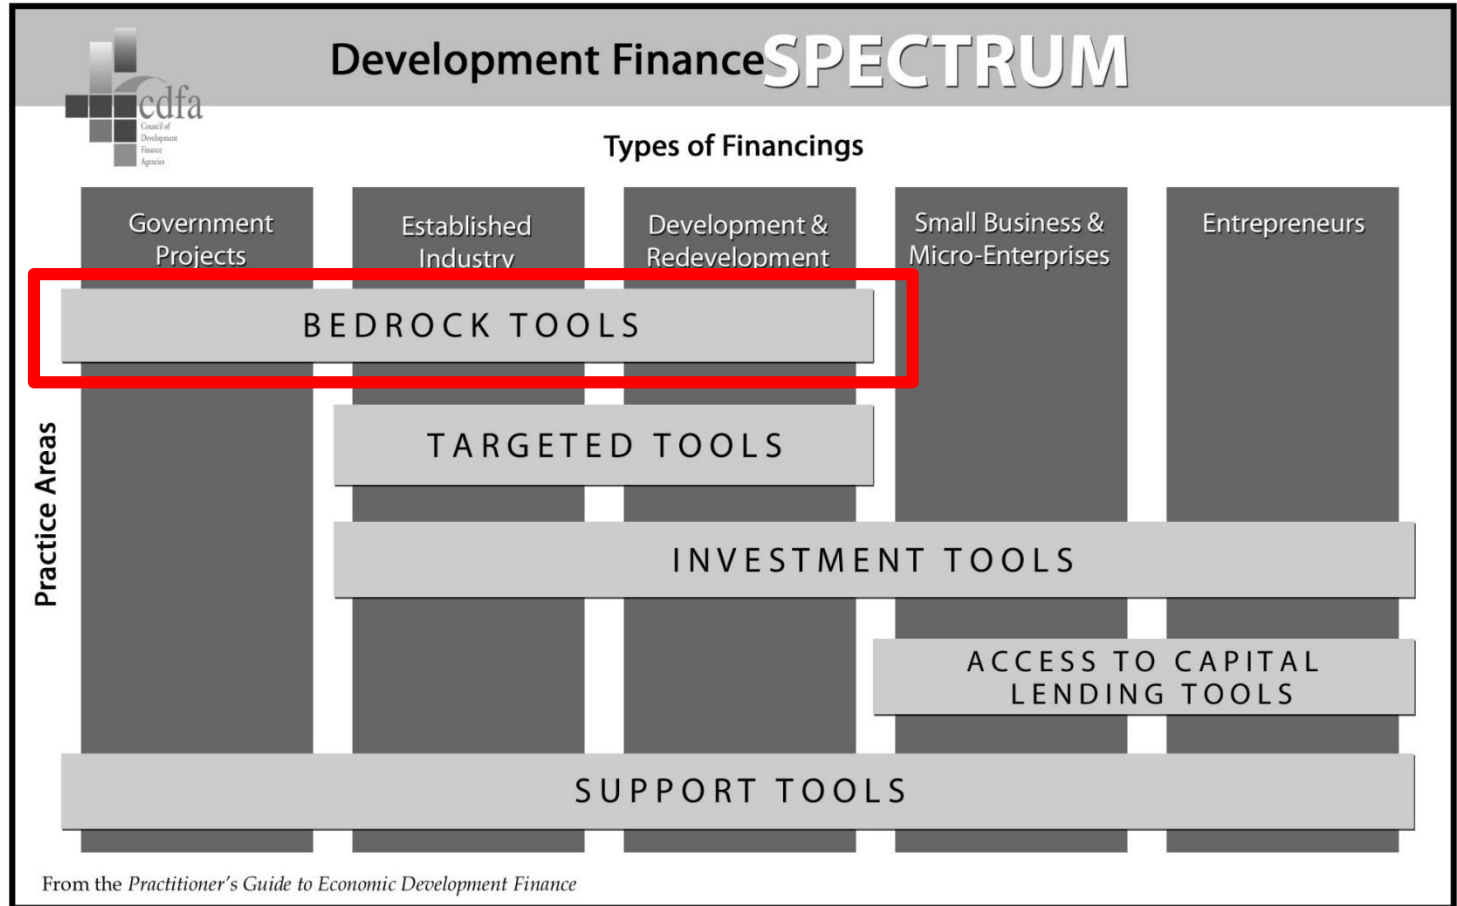 Development Finance SPECTRUM
cdfa
Council of
Development
Finance
Agencies
Types of Financings
Government
Projects
Established
Industry
Development &
Redevelopment
Small Business &
Micro-Enterprises
Entrepreneurs
Practice Areas
BEDROCK TOOLS
TARGETED TOOLS
INVESTMENT TOOLS
ACCESS TO CAPITAL
LENDING TOOLS
SUPPORT TOOLS
From the Practitioner's Guide to Economic Development Finance